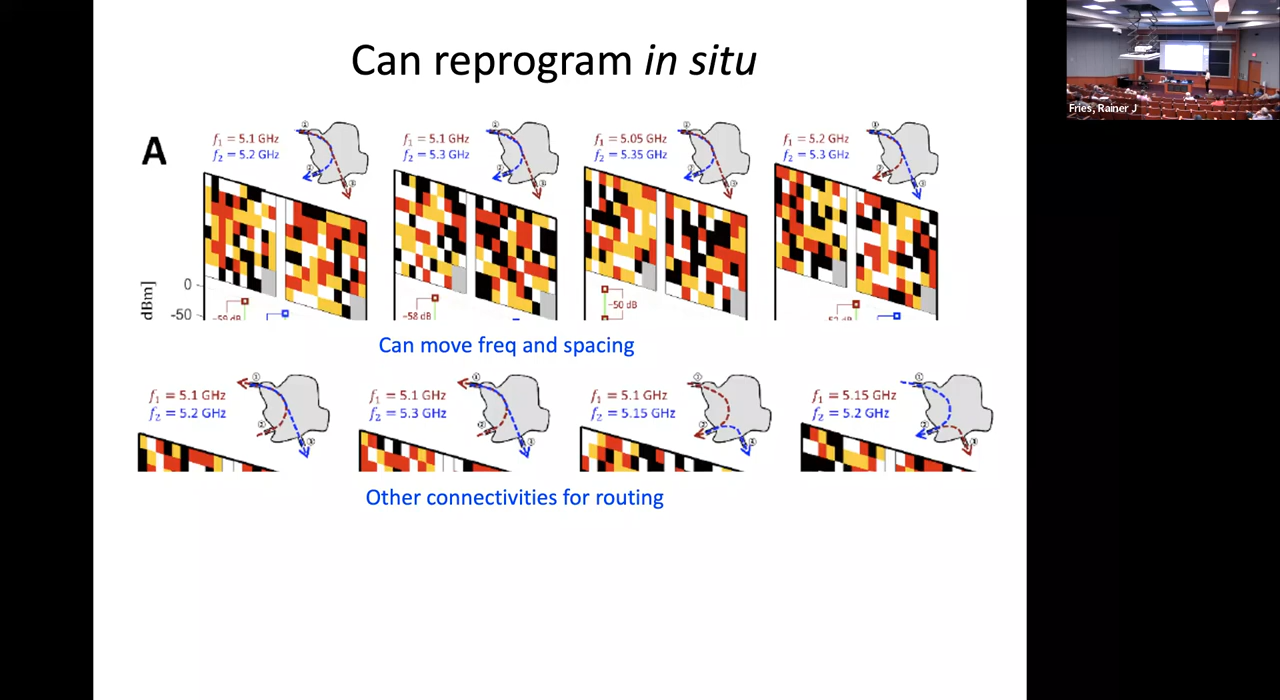 Can reprogram in situ
Fries, Rainer J
A
f₁ = 5.1 GHz
f₂ = 5.2 GHz
f₁ = 5.1 GHz
f₂ = 5.3 GHz
f₁ = 5.05 GHz
f₂ = 5.35 GHz
f₁ = 5.2 GHz
f₂ = 5.3 GHz
0
-50
dBm]
~58 dB
~50 dB
Can move freq and spacing
f₁ = 5.1 GHz
f₂ = 5.2 GHz
f₁ = 5.1 GHz
f₂ = 5.3 GHz
f₁ = 5.1 GHz
f₂ = 5.15 GHz
f₁ = 5.15 GHz
f₂ = 5.2 GHz
Other connectivities for routing